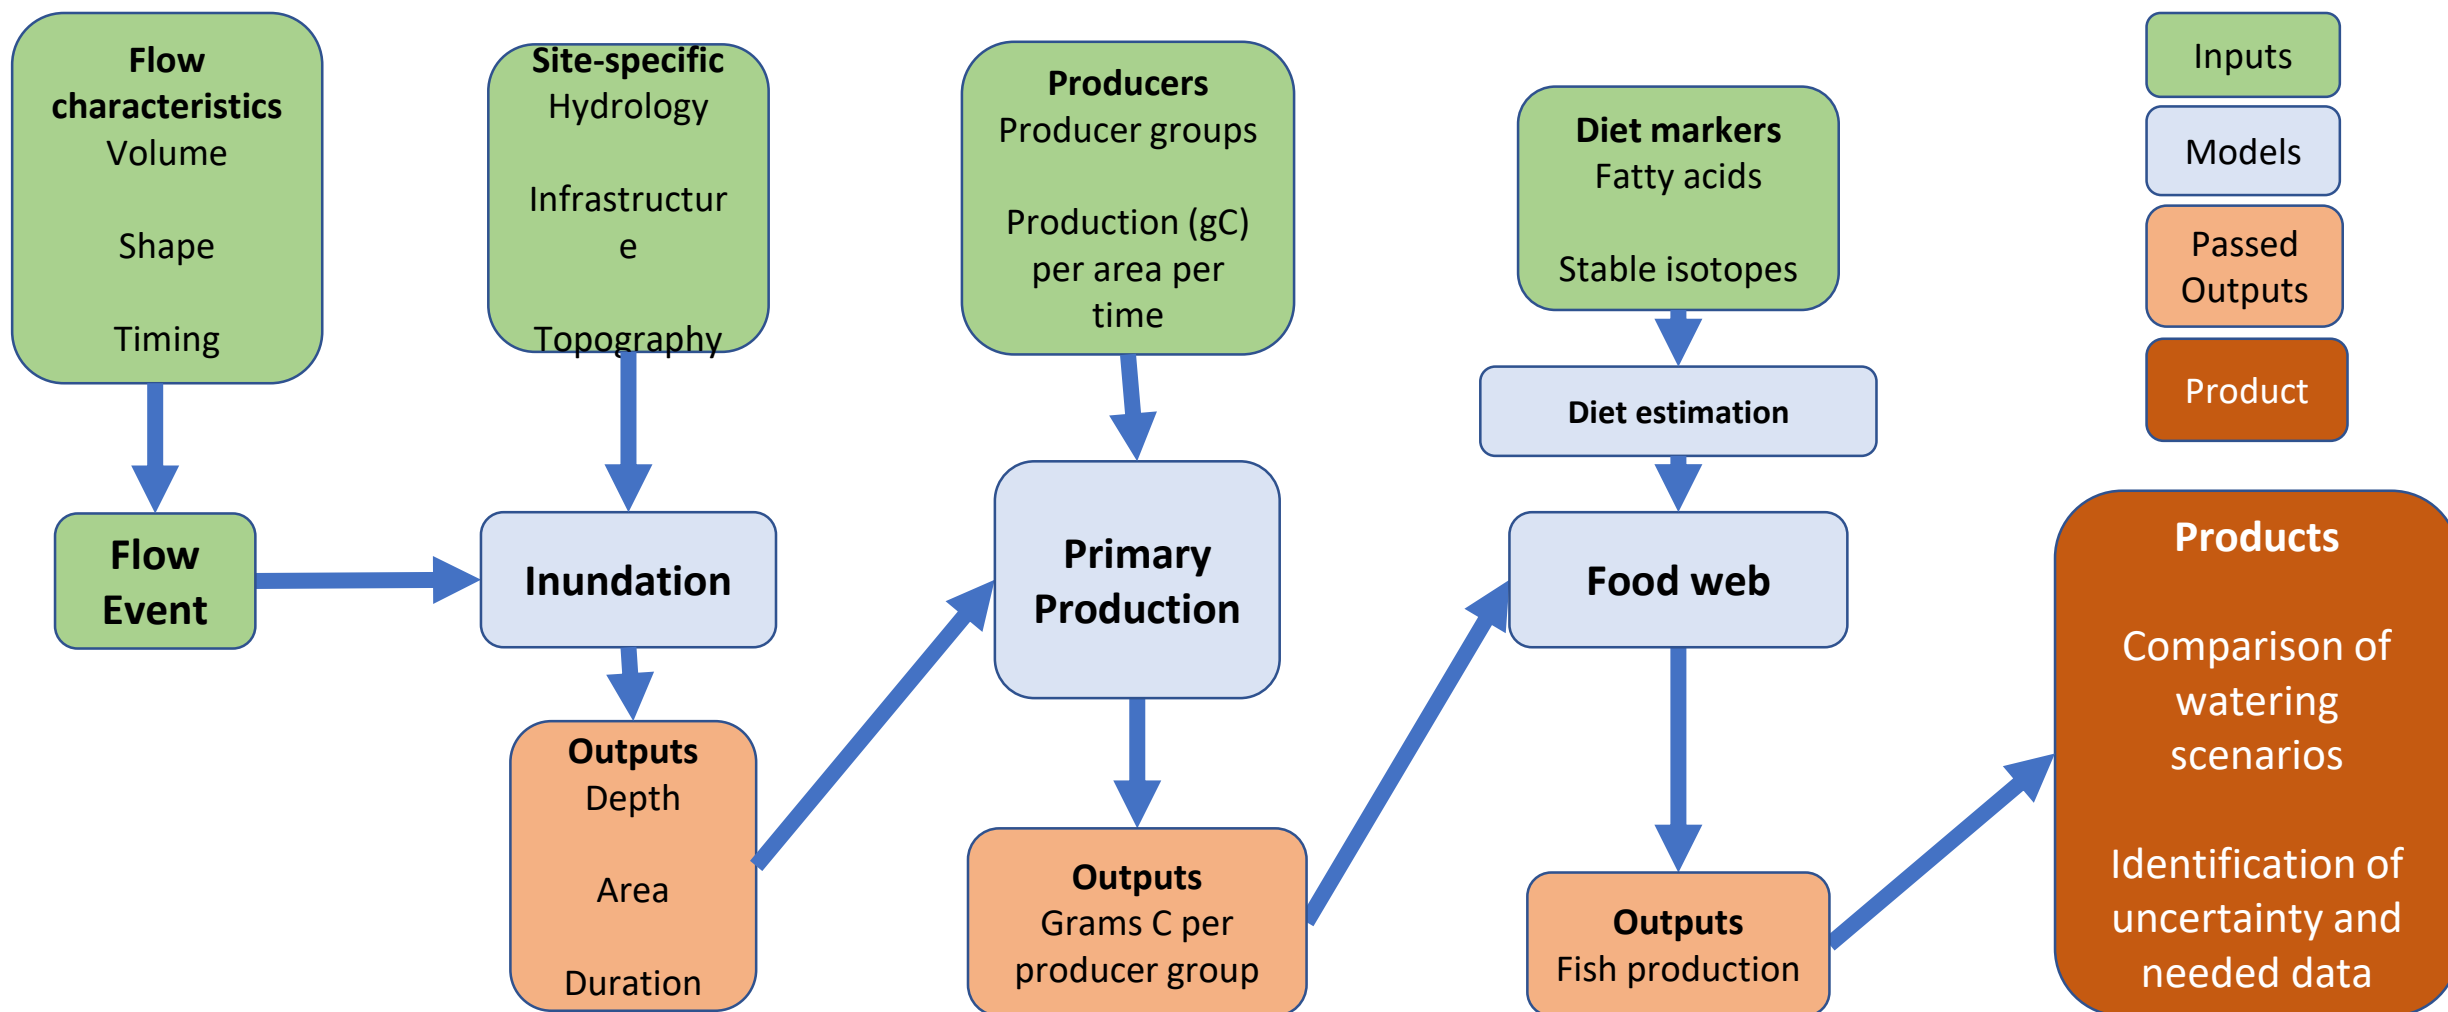 Flow
characteristics
Volume
Shape
Timing
Flow
Event
Site-specific
Hydrology
Infrastructur
e
Topography
Inundation
Outputs
Depth
Area
Duration
Producers
Producer groups
Production (gC)
per area per
time
Primary
Production
Outputs
Grams C per
producer group
Diet markers
Fatty acids
Stable isotopes
Diet estimation
Food web
Outputs
Fish production
Inputs
Models
Passed
Outputs
Product
Products
Comparison of
watering
scenarios
Identification of
uncertainty and
needed data